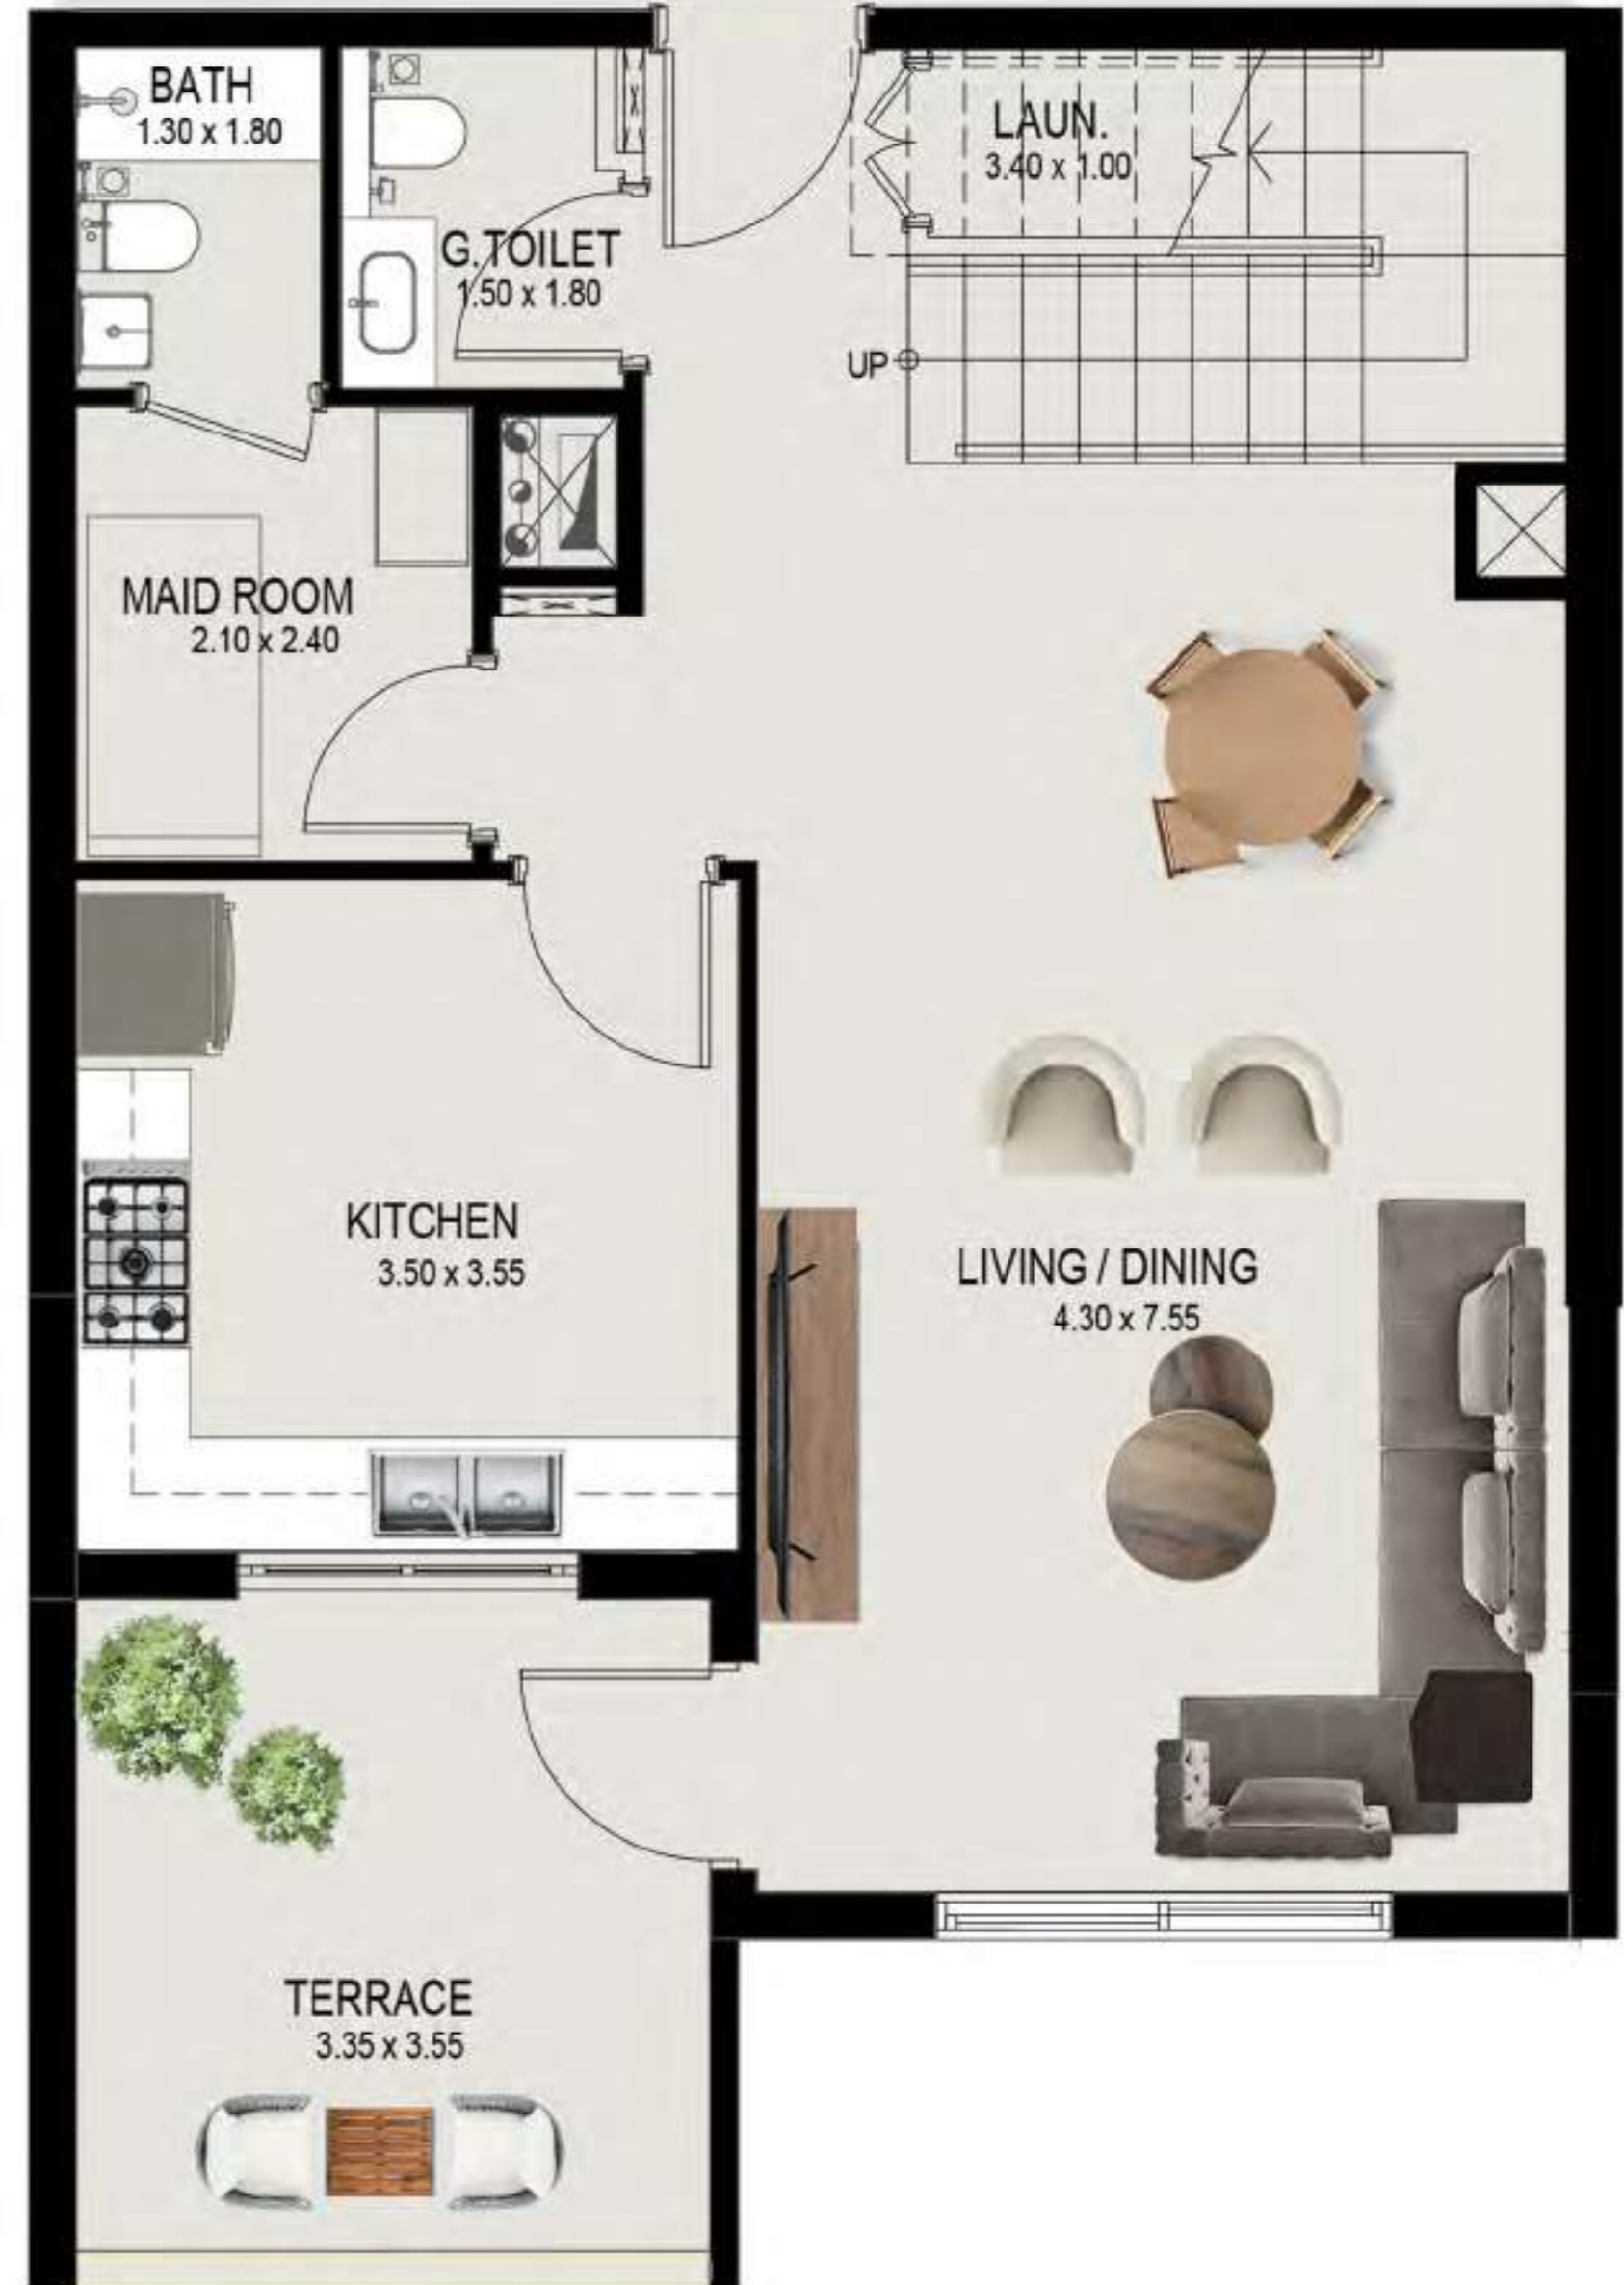 BATH
1.30 x 1.80
LAUN.
3.40 x 1.00
G.TOILET
1.50 x 1.80
UP
MAID ROOM
2.10 x 2.40
KITCHEN
3.50 x 3.55
LIVING / DINING
4.30 x 7.55
TERRACE
3.35 x 3.55